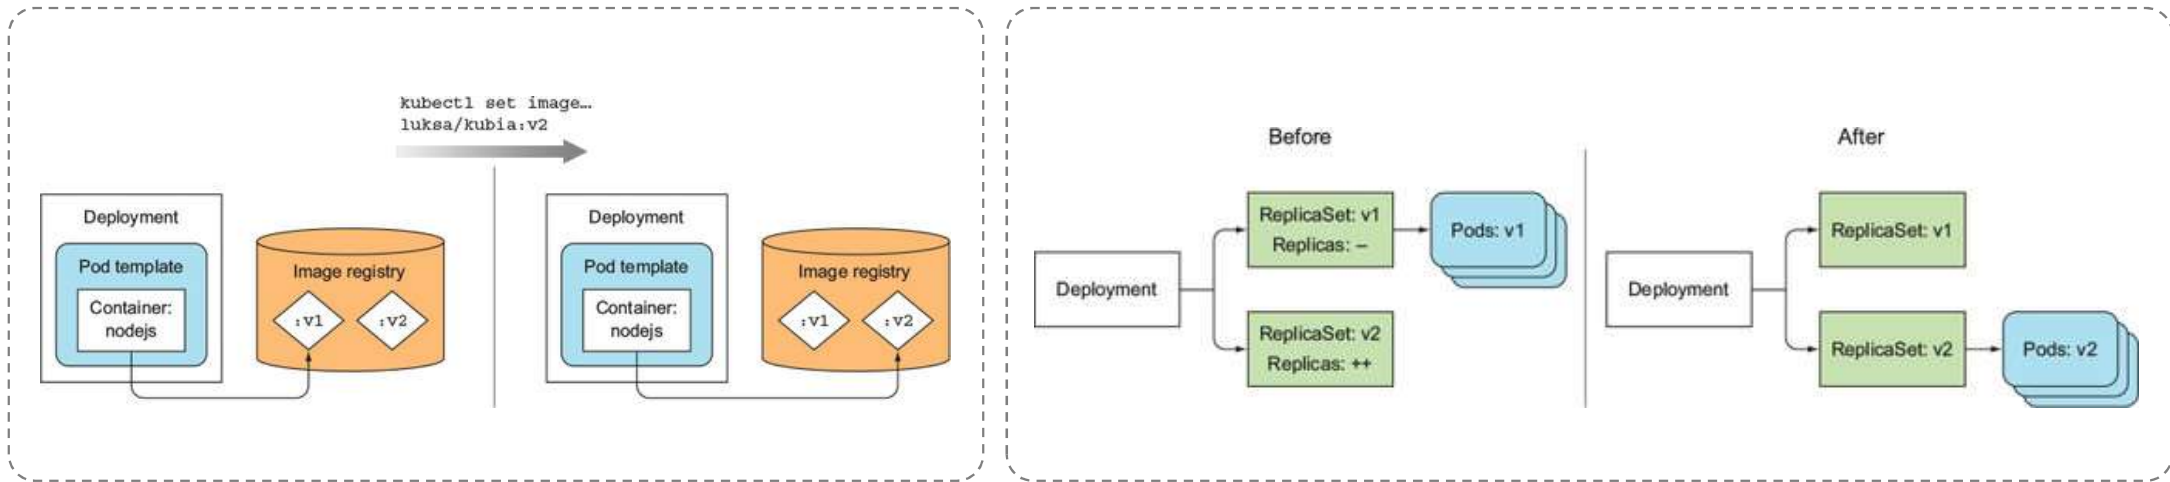 kubectl set image…
luksa/kubia:v2
Deployment
Pod template
Container:
nodejs
Image registry
:v1
:v2
Deployment
Pod template
Container:
nodejs
Image registry
:v1
:v2
Before
Deployment
ReplicaSet: v1
Replicas: –
Pods: v1
ReplicaSet: v2
Replicas: ++
After
Deployment
ReplicaSet: v1
ReplicaSet: v2
Pods: v2